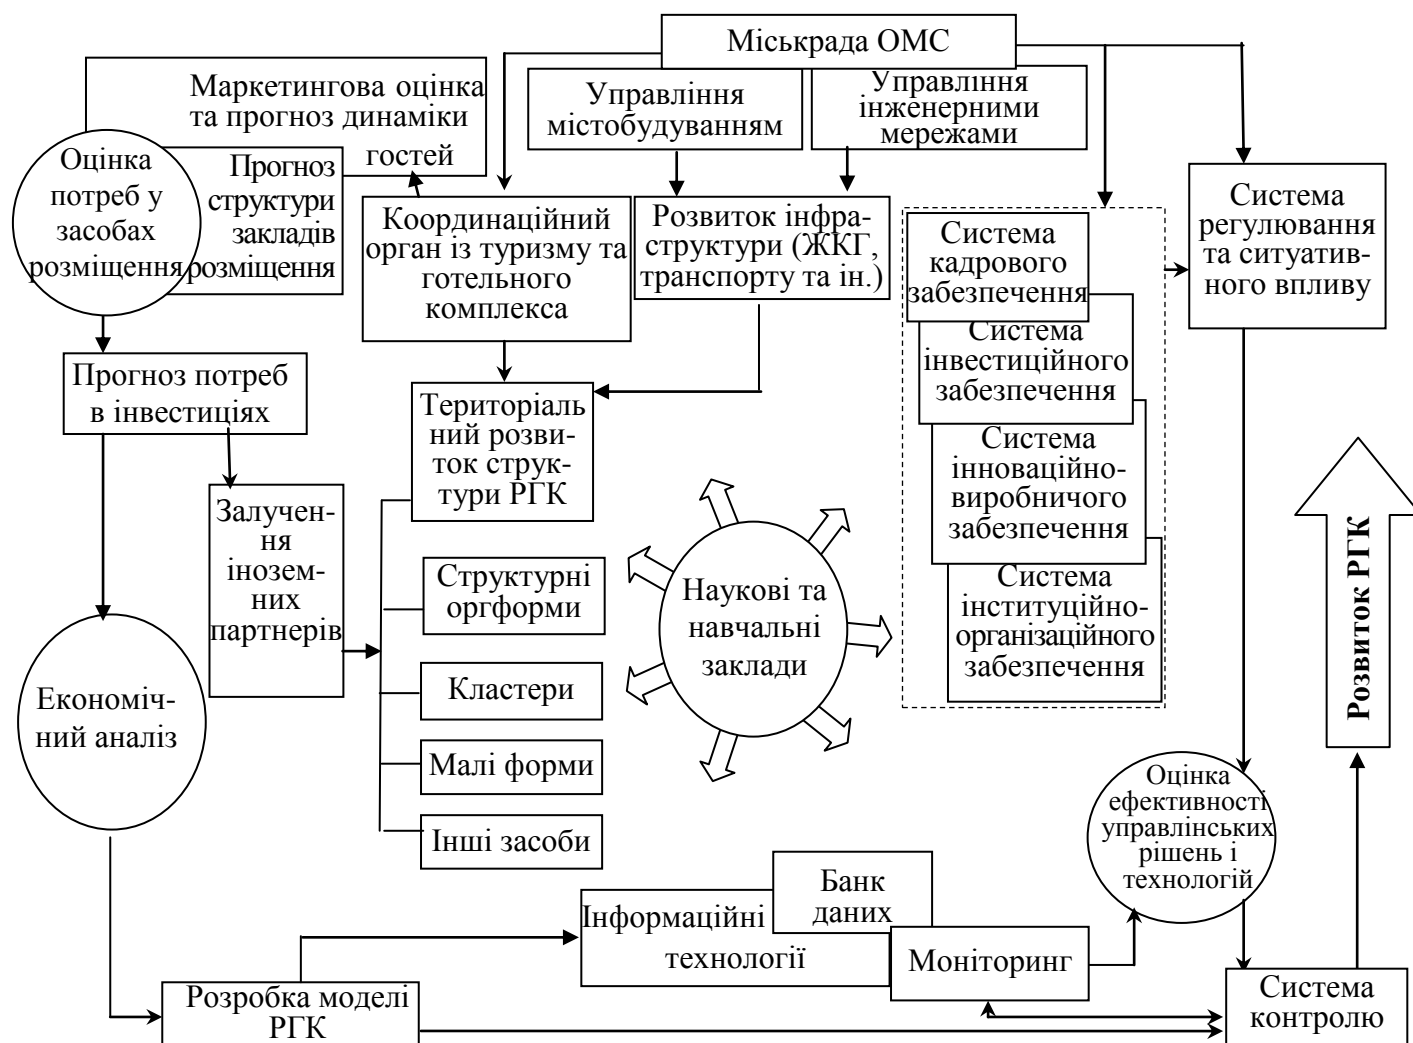 Міськрада ОМС
Маркетингова оцінка
та прогноз динаміки
гостей
Управління
містобудуванням
Управління
інженерними
мережами
Оцінка
потреб у
засобах
розміщення
Прогноз
структури
закладів
розміщення
Координаційний
орган із туризму та
готельного
комплекса
Розвиток інфра-
структури (ЖКГ,
транспорту та ін.)
Система
кадрового
забезпечення
Система
регулювання
та ситуатив-
ного впливу
Прогноз потреб
в інвестиціях
Територіаль
ний розви-
ток струк-
тури РГК
Система
інвестиційного
забезпечення
Система
інноваційно-
виробничого
забезпечення
Система
інституційно-
організаційного
забезпечення
Залучен-
ня
інозем-
них
партнерів
Структурні
оргформи
Кластери
Малі форми
Інші засоби
Наукові та
навчальні
заклади
Розвиток РГК
Економіч-
ний аналіз
Оцінка
ефективності
управлінських
рішень і
технологій
Банк
даних
Інформаційні
технології
Моніторинг
Розробка моделі
РГК
Система
контролю